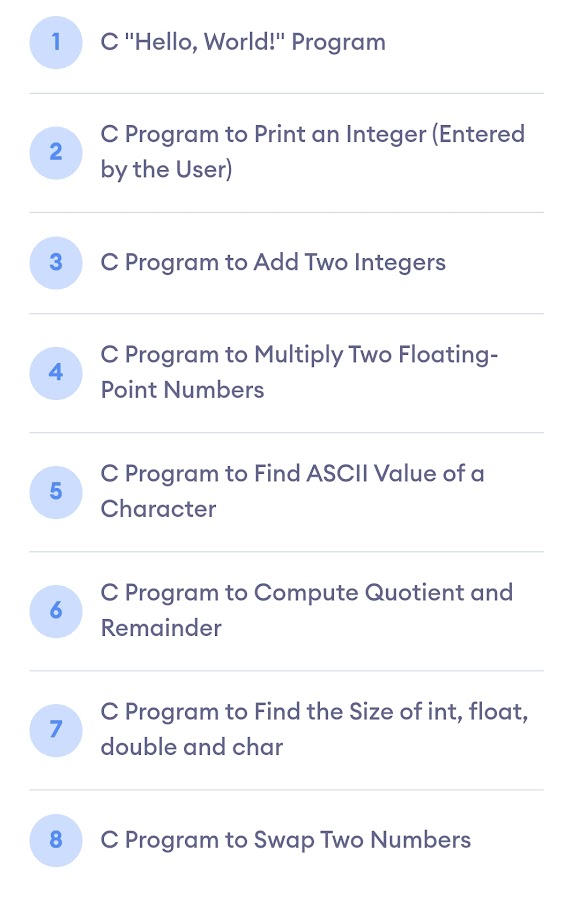 1 C "Hello, World!" Program
2 C Program to Print an Integer (Entered
by the User)
3 C Program to Add Two Integers
4 C Program to Multiply Two Floating-
Point Numbers
5 C Program to Find ASCII Value of a
Character
6 C Program to Compute Quotient and
Remainder
7 C Program to Find the Size of int, float,
double and char
8 C Program to Swap Two Numbers